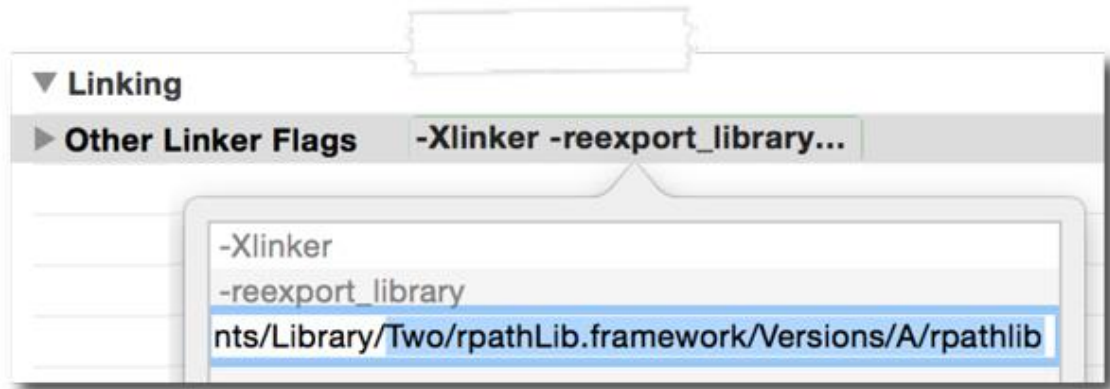 Linking
Other Linker Flags -Xlinker -reexport_library...
-Xlinker
-reexport_library
nts/Library/Two/rpathLib.framework/Versions/A/rpathlib